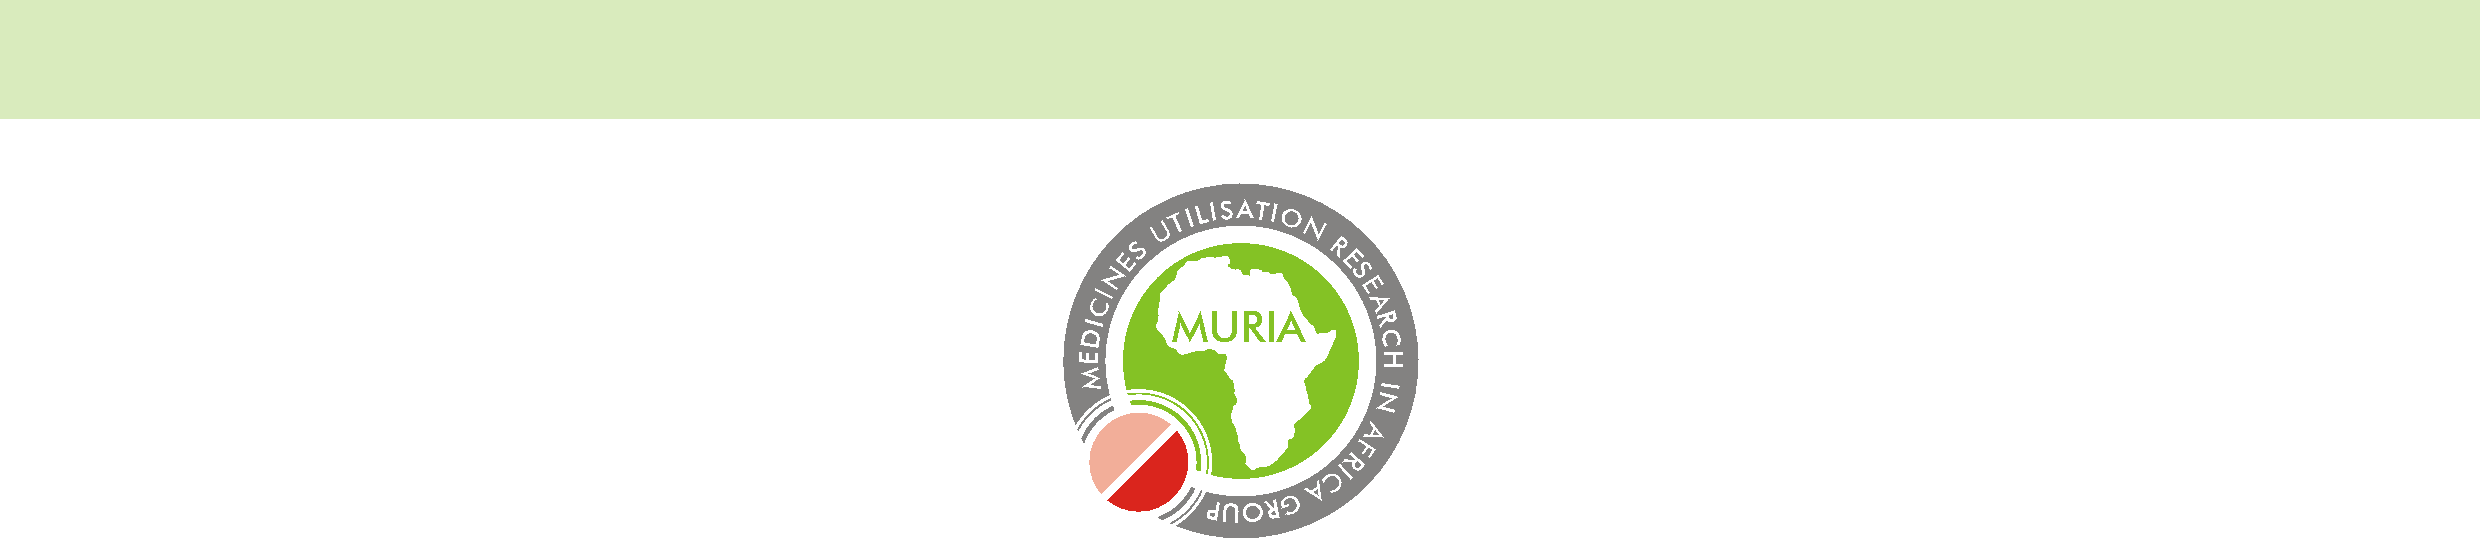 MEDICINES UTILISATION RESEARCH IN AFRICA GROUP
MURIA